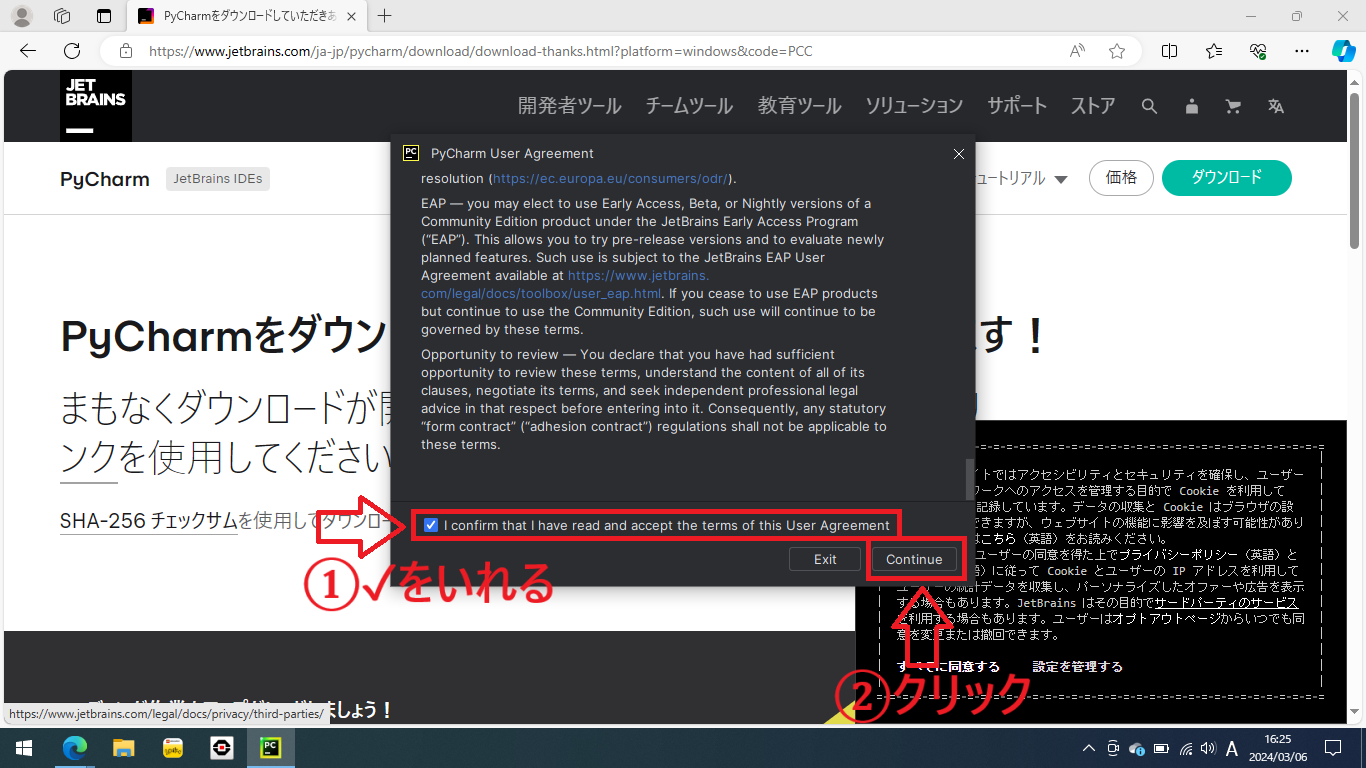 PyCharmをダウンロードしていただきあ
https://www.jetbrains.com/ja-jp/pycharm/download/download-thanks.html?platform=windows&code=PCC
JET
BRAINS
開発者ツール チームツール 教育ツール ソリューション サポート ストア
PyCharm JetBrains IDEs
ュートリアル 価格 ダウンロード
PC PyCharm User Agreement
resolution (https://ec.europa.eu/consumers/odr/).
EAP — you may elect to use Early Access, Beta, or Nightly versions of a
Community Edition product under the JetBrains Early Access Program
(“EAP”). This allows you to try pre-release versions and to evaluate newly
planned features. Such use is subject to the JetBrains EAP User
Agreement available at https://www.jetbrains.
com/legal/docs/toolbox/user_eap.html. If you cease to use EAP products
but continue to use the Community Edition, such use will continue to be
governed by these terms.
Opportunity to review — You declare that you have had sufficient
opportunity to review these terms, understand the content of all of its
clauses, negotiate its terms, and seek independent professional legal
advice in that respect before entering into it. Consequently, any statutory
“form contract” (“adhesion contract”) regulations shall not be applicable to
these terms.
I confirm that I have read and accept the terms of this User Agreement
Exit Continue
①✓をいれる
②クリック
PyCharmをダウン
す！
まもなくダウンロードが
ンクを使用してください
SHA-256 チェックサムを使用してダウンロー
イトではアクセシビリティとセキュリティを確保し、ユーザー
ワークへのアクセスを管理する目的で Cookie を利用して
記録しています。データの収集と Cookie はブラウザの設
できますが、ウェブサイトの機能に影響を及ぼす可能性があり
はこちら（英語）をお読みください。
ユーザーの同意を得た上でプライバシーポリシー（英語）と
語）に従って Cookie とユーザーの IP アドレスを利用して
ユーザーの統計データを収集し、パーソナライズしたオファーや広告を表示
する場合もあります。JetBrains はその目的でサードパーティのサービス
を利用する場合もあります。ユーザーはオプトアウトページからいつでも同
意を変更または撤回できます。
すべてに同意する 設定を管理する
ましょう！
https://www.jetbrains.com/legal/docs/privacy/third-parties/
PC
A
16:25
2024/03/06